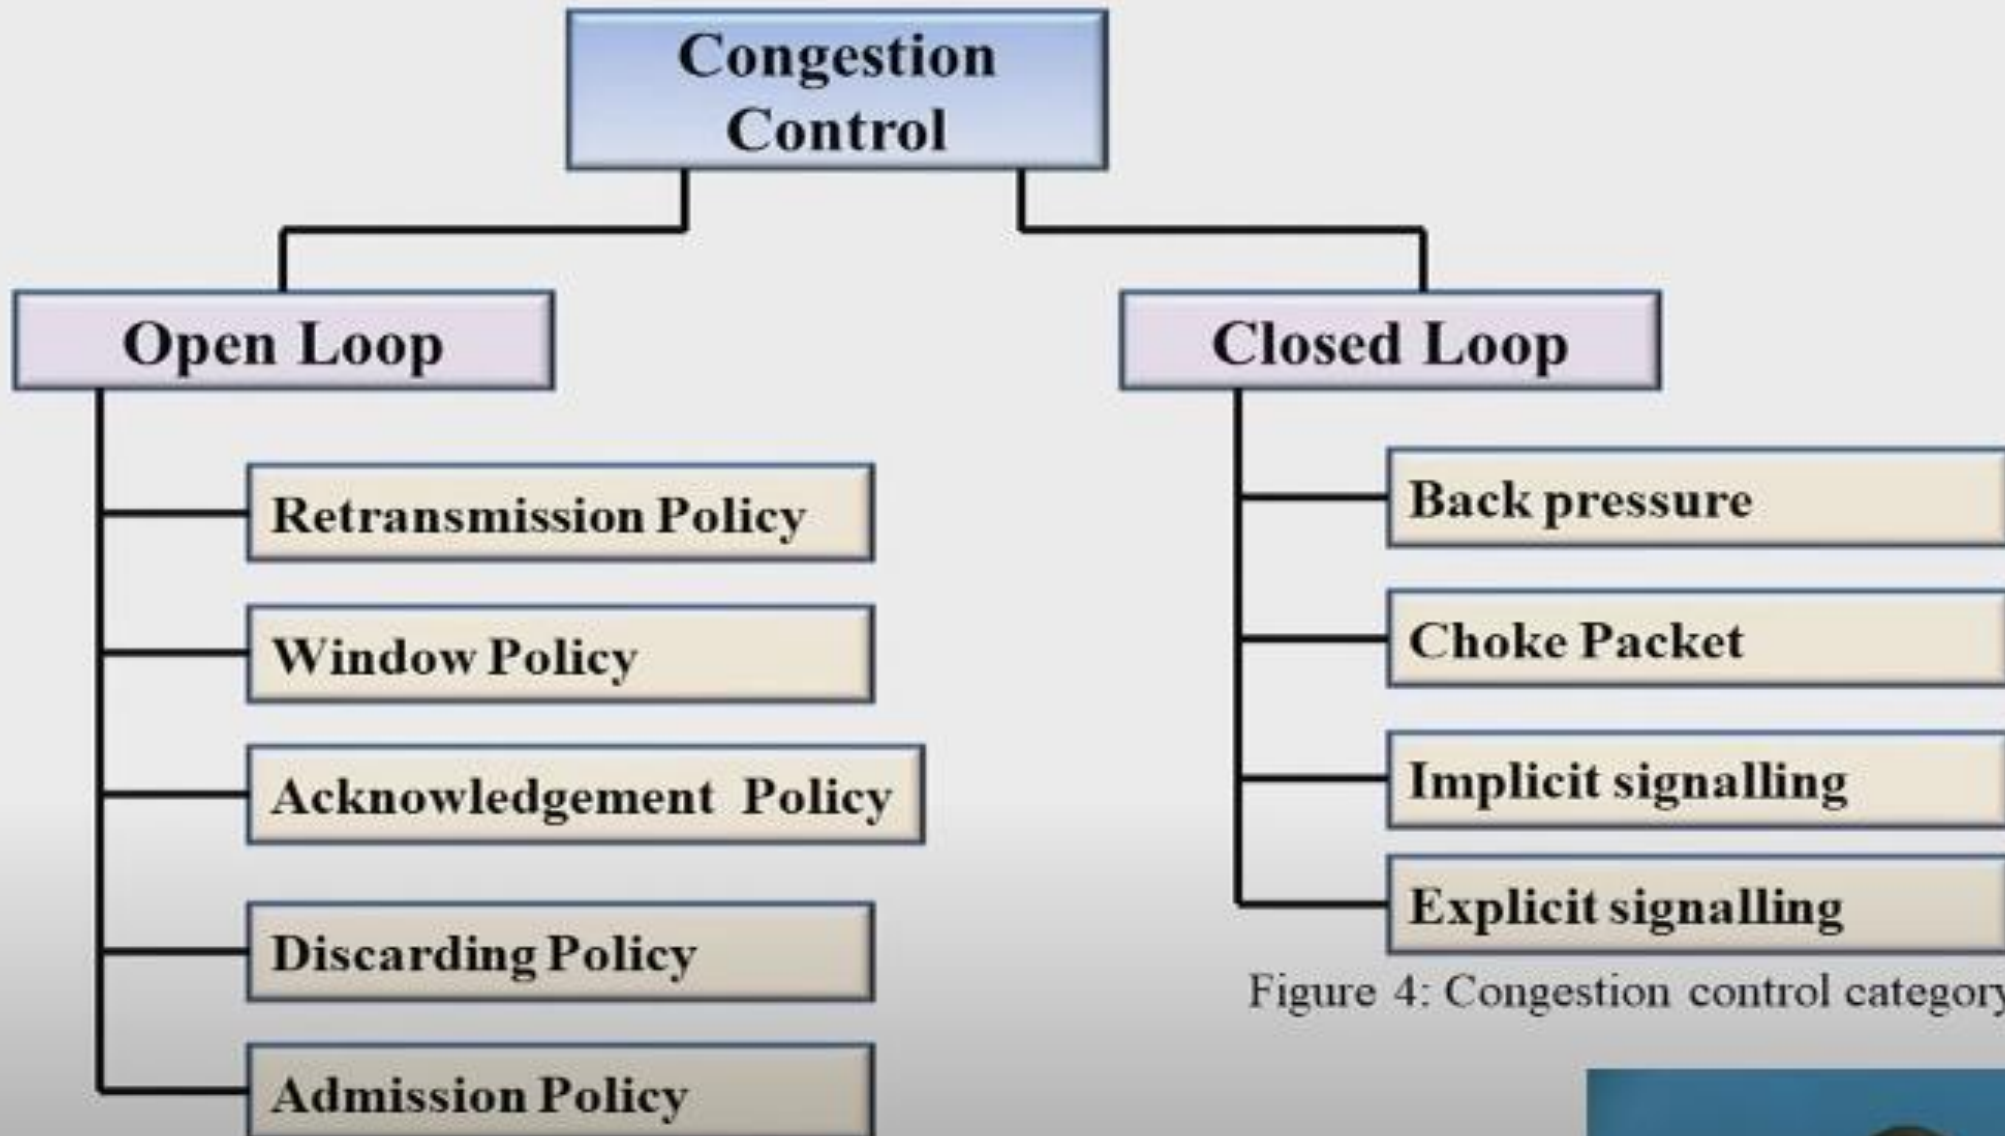 Congestion
Control
Open Loop
Retransmission Policy
Window Policy
Acknowledgement Policy
Discarding Policy
Admission Policy
Closed Loop
Back pressure
Choke Packet
Implicit signalling
Explicit signalling
Figure 4: Congestion control category